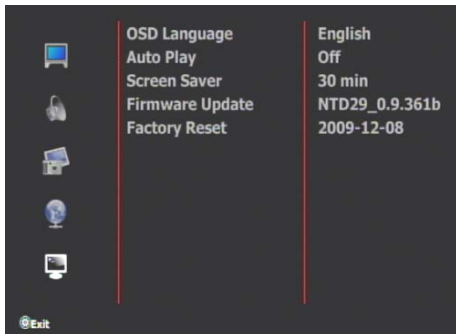 OSD Language English
Auto Play Off
Screen Saver 30 min
Firmware Update NTD29_0.9.361b
Factory Reset 2009-12-08
Exit